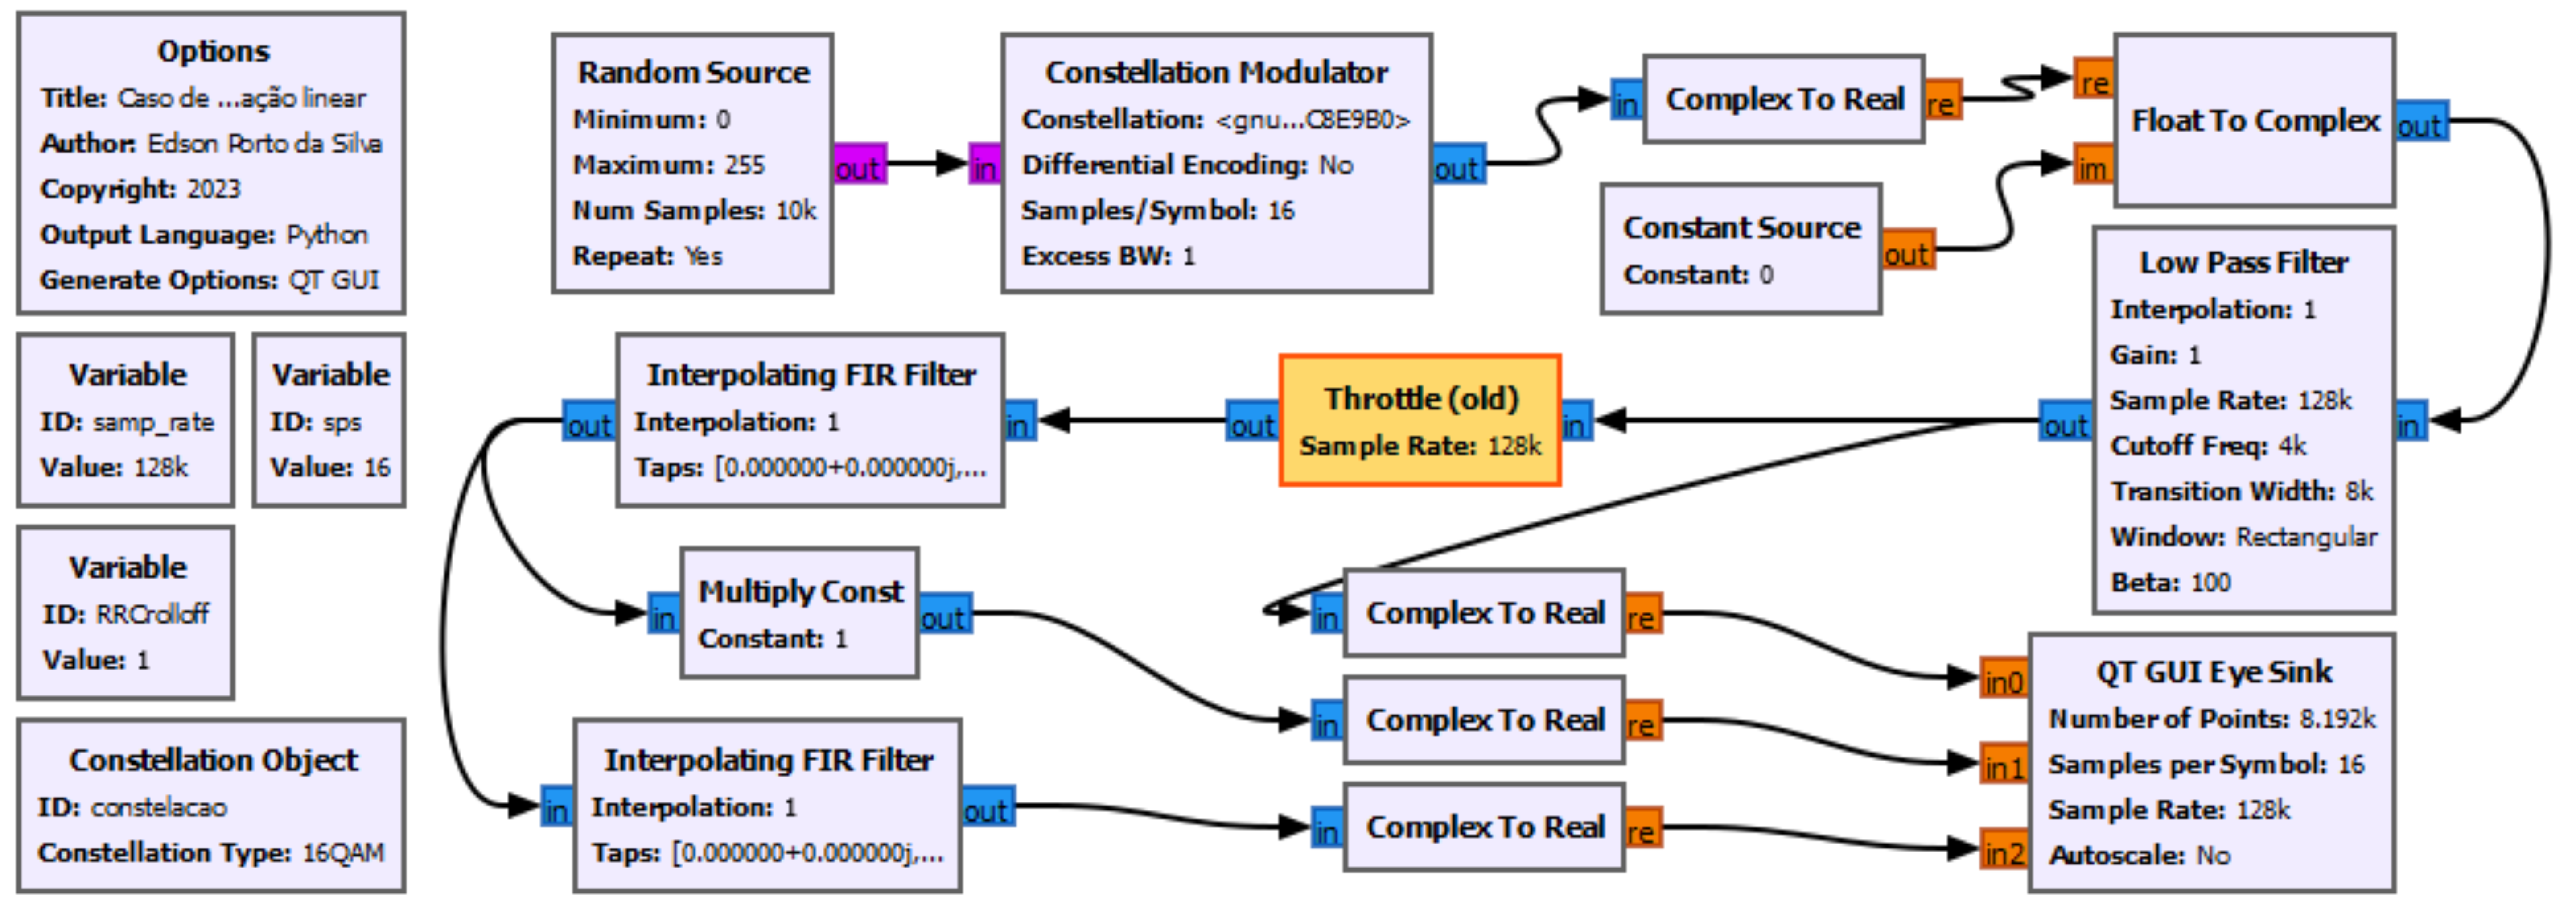 Options
Title: Caso de ...ação linear
Author: Edson Porto da Silva
Copyright: 2023
Output Language: Python
Generate Options: QT GUI
Random Source
Minimum: 0
Maximum: 255
Num Samples: 10k
Repeat: Yes
out
in
Constellation Modulator
Constellation: <gnu...C8E9B0>
Differential Encoding: No
Samples/Symbol: 16
Excess BW: 1
out
in
Complex To Real
re
Constant Source
Constant: 0
out
re
im
Float To Complex
out
Low Pass Filter
Interpolation: 1
Gain: 1
Sample Rate: 128k
Cutoff Freq: 4k
Transition Width: 8k
Window: Rectangular
Beta: 100
in
out
Variable
ID: samp_rate
Value: 128k
Variable
ID: sps
Value: 16
out
Interpolating FIR Filter
Interpolation: 1
Taps: [0.000000+0.000000j,...
in
out
Throttle (old)
Sample Rate: 128k
in
Variable
ID: RRCrolloff
Value: 1
in
Multiply Const
Constant: 1
out
in
Complex To Real
re
in
Complex To Real
re
in
Complex To Real
re
Constellation Object
ID: constelacao
Constellation Type: 16QAM
in
Interpolating FIR Filter
Interpolation: 1
Taps: [0.000000+0.000000j,...
out
in0
in1
in2
QT GUI Eye Sink
Number of Points: 8.192k
Samples per Symbol: 16
Sample Rate: 128k
Autoscale: No